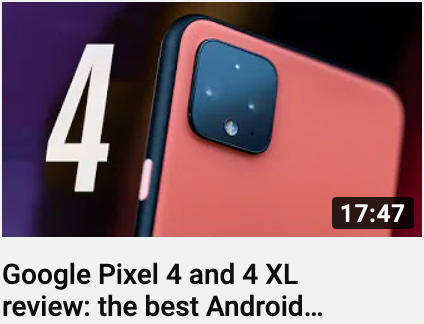 4
17:47
Google Pixel 4 and 4 XL
review: the best Android...